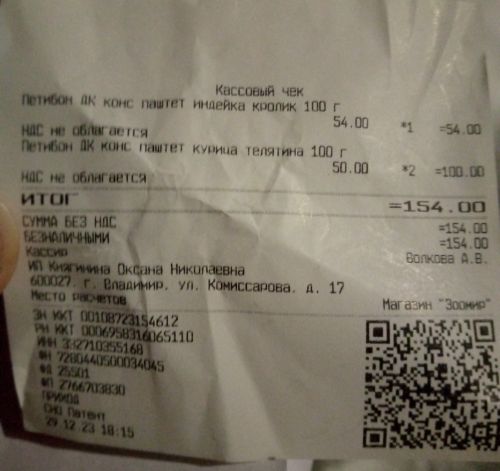 Кассовый чек
Петибон ДК конс паштет индейка кролик 100 г
54.00 *1 =54.00
НДС не облагается
Петибон ДК конс паштет курица телятина 100 г
50.00 *2 =100.00
НДС не облагается
ИТОГ =154.00
СУММА БЕЗ НДС =154.00
БЕЗНАЛИЧНЫМИ =154.00
Кассир Волкова А.В.
ИП Княгинина Оксана Николаевна
600027. г. Владимир. ул. Комиссарова. д. 17
Место расчетов Магазин "Зоомир"
ЗН ККТ 00108723154612
РН ККТ 0006958316065110
ИНН 332710355168
ФН 7280440500034045
ФД 25501
ФП 2766703830
ПРИХОД
СНО Патент
29.12.23 18:15